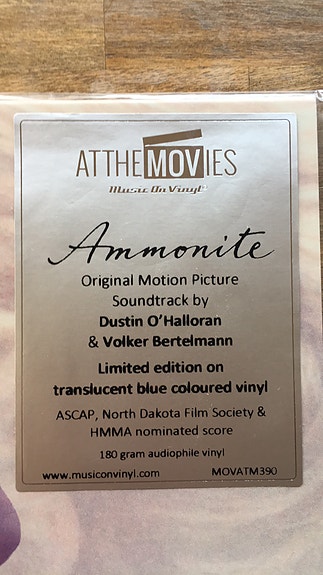 ATTHEMOVIES
Music On Vinyl®
Ammonite
Original Motion Picture
Soundtrack by
Dustin O'Halloran
& Volker Bertelmann
Limited edition on
translucent blue coloured vinyl
ASCAP, North Dakota Film Society &
HMMA nominated score
180 gram audiophile vinyl
www.musiconvinyl.com MOVATM390